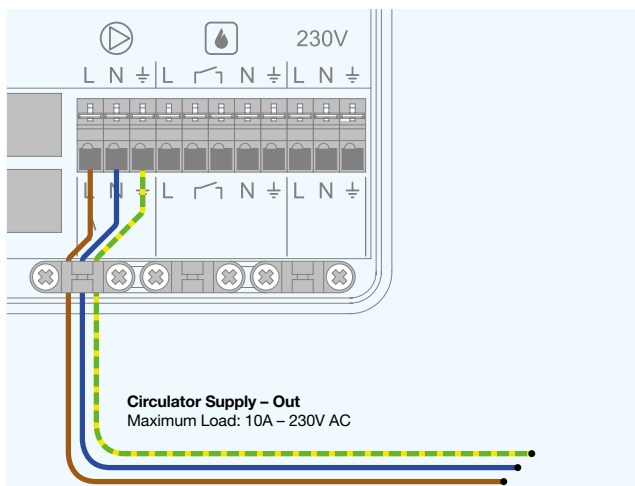 230V
L N L N L N
L N L N L N
Circulator Supply – Out
Maximum Load: 10A – 230V AC